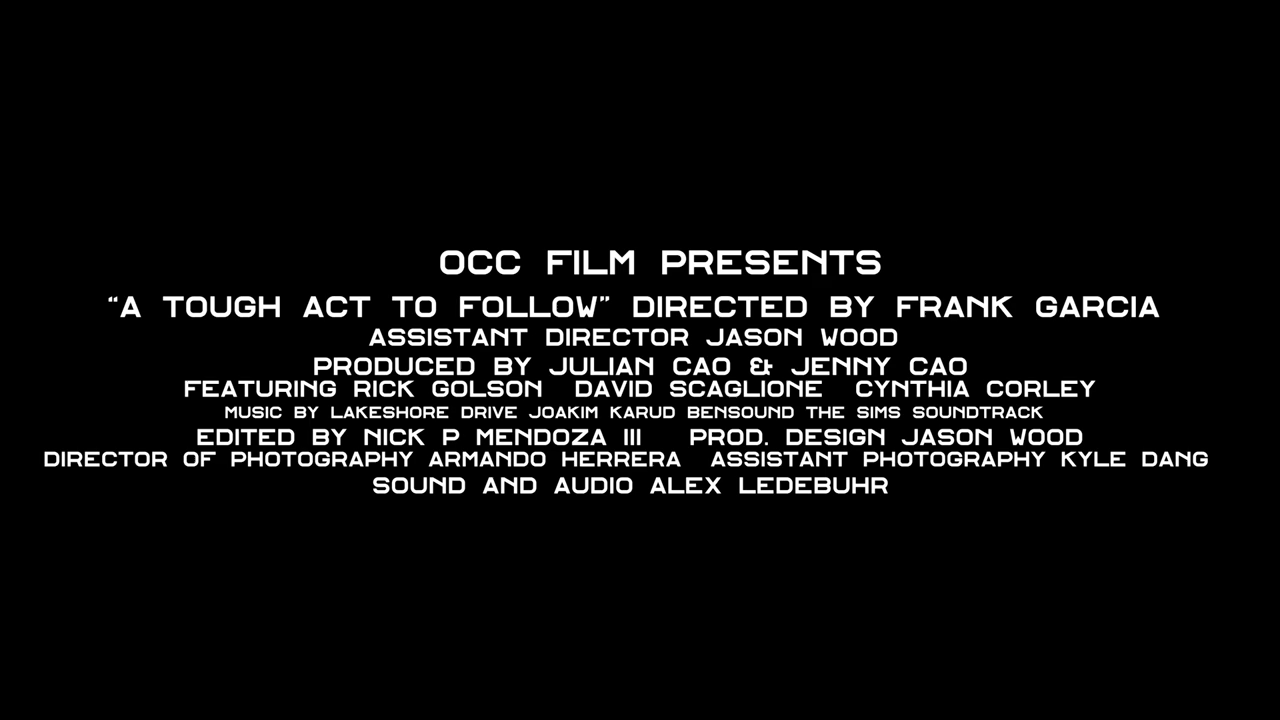 OCC FILM PRESENTS
“A TOUGH ACT TO FOLLOW” DIRECTED BY FRANK GARCIA
ASSISTANT DIRECTOR JASON WOOD
PRODUCED BY JULIAN CAO & JENNY CAO
FEATURING RICK GOLSON DAVID SCAGLIONE CYNTHIA CORLEY
MUSIC BY LAKESHORE DRIVE JOAKIM KARUD BENSOUND THE SIMS SOUNDTRACK
EDITED BY NICK P MENDOZA III PROD. DESIGN JASON WOOD
DIRECTOR OF PHOTOGRAPHY ARMANDO HERRERA ASSISTANT PHOTOGRAPHY KYLE DANG
SOUND AND AUDIO ALEX LEDEBUHR